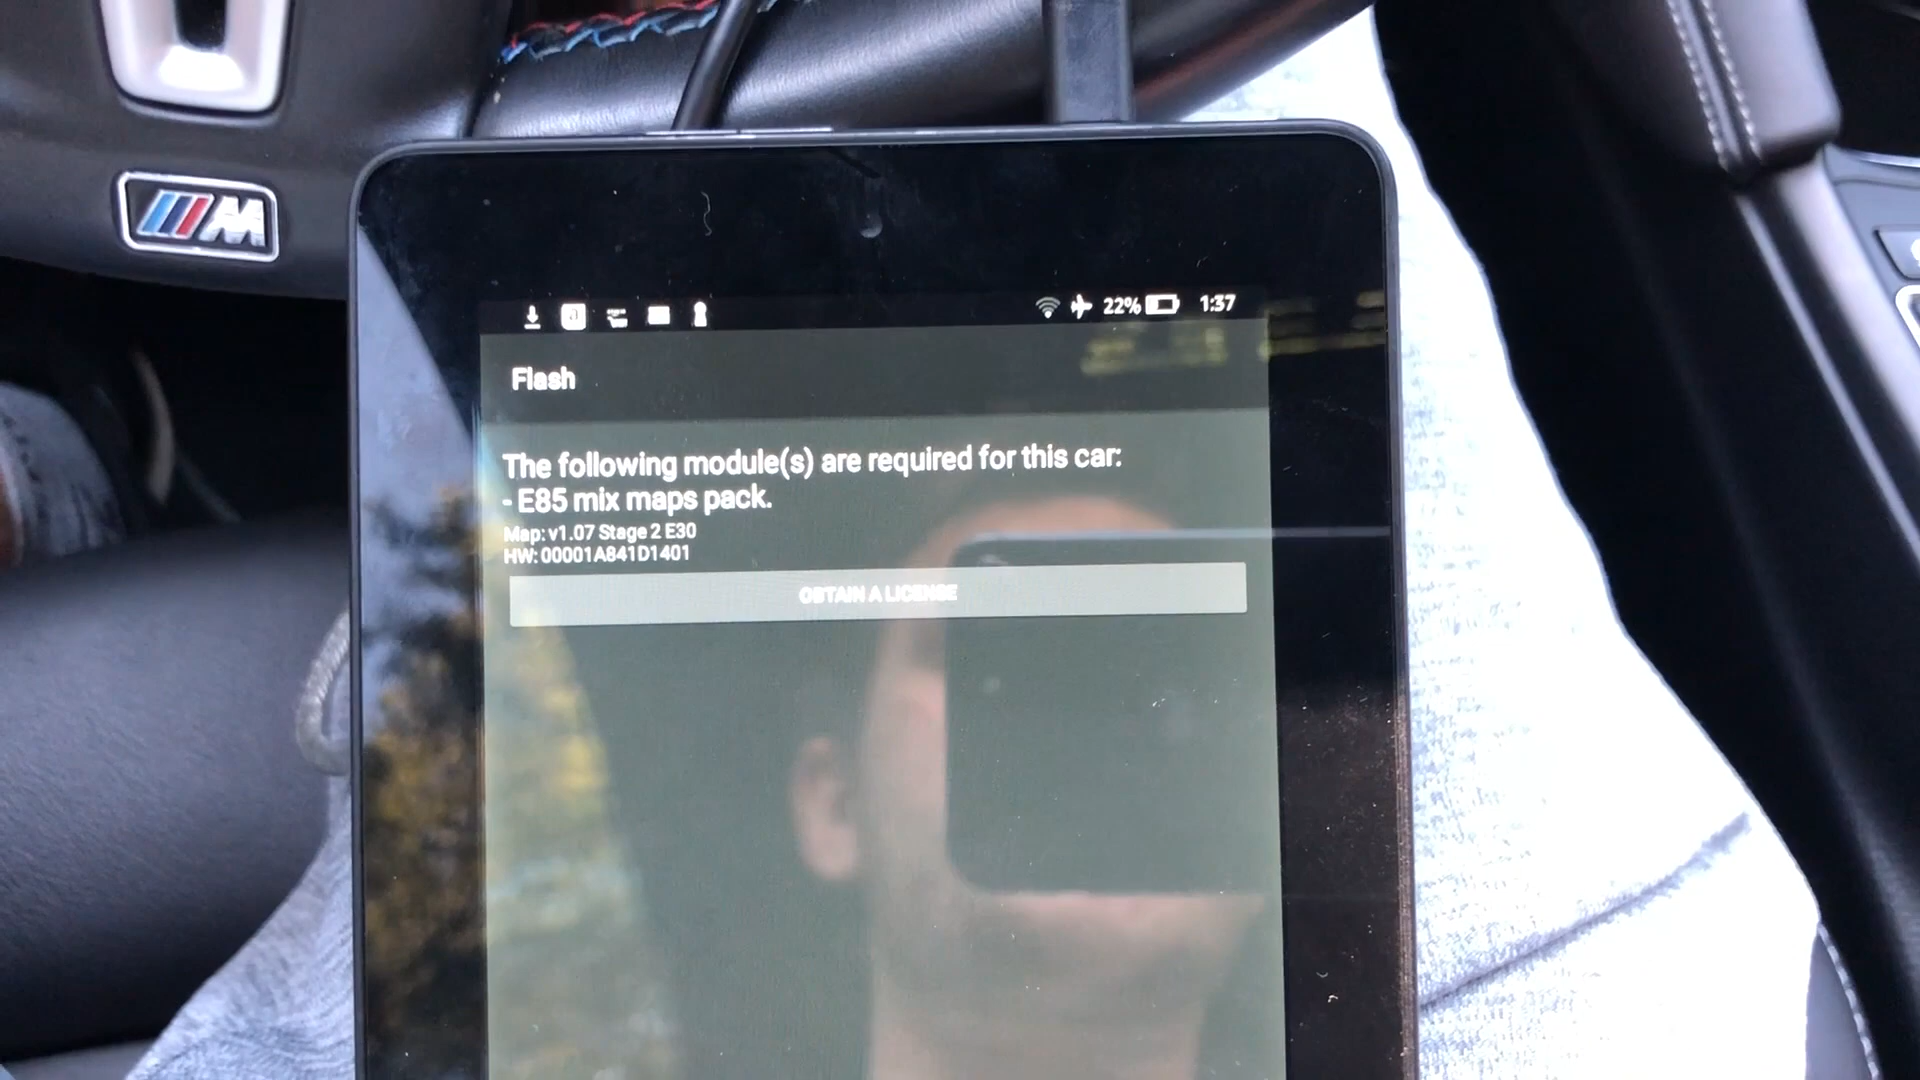 M
22% 1:37
Flash
The following module(s) are required for this car:
- E85 mix maps pack.
Map: v1.07 Stage 2 E30
HW: 00001A841D1401
OBTAIN A LICENSE